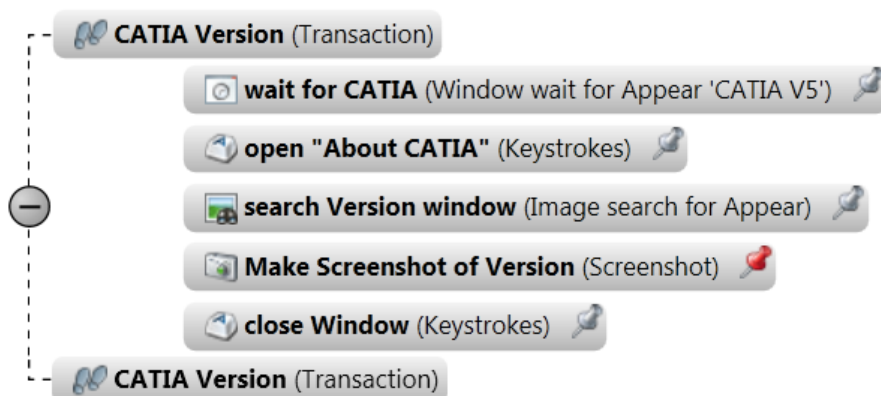 CATIA Version (Transaction)
wait for CATIA (Window wait for Appear 'CATIA V5')
open "About CATIA" (Keystrokes)
search Version window (Image search for Appear)
Make Screenshot of Version (Screenshot)
close Window (Keystrokes)
CATIA Version (Transaction)